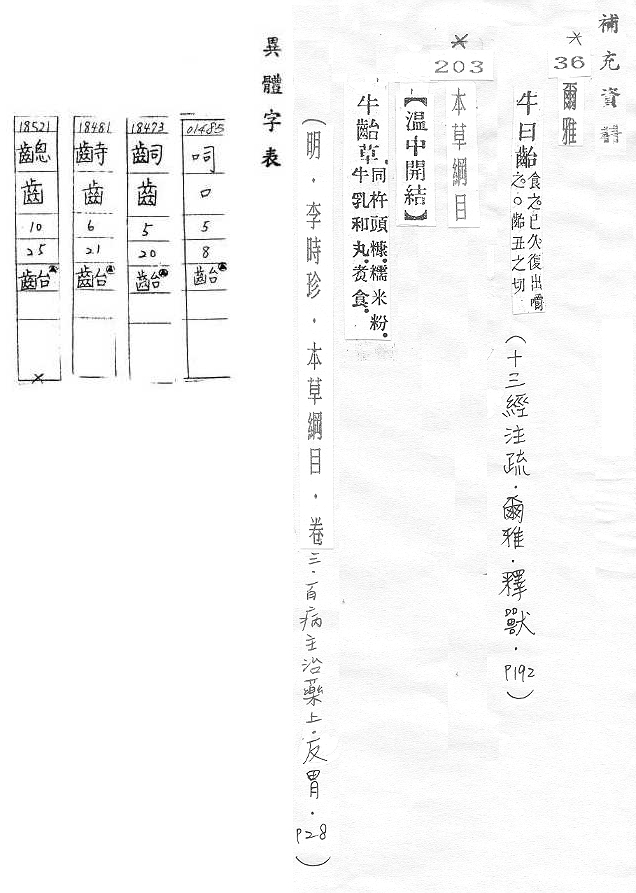 補充資料
*
36
爾雅
牛曰齝食之已久復出嚼之○齝丑之切
(十三經注疏．爾雅．釋獸．P192)
*
203
本草綱目
【溫中開結】
牛齝草。同杵頭糠。糯米粉。牛乳和丸。煑食。
(明．李時珍．本草綱目．卷三．百病主治藥上．反胃．P28)
異體字表
01485 呞 口 5 8 齝
18473 齒司 齒 5 20 齝
18481 齒寺 齒 6 21 齝
18521 齒 10 25 齝